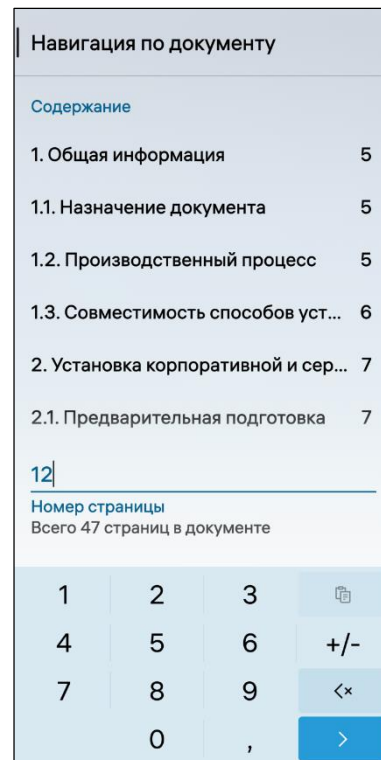 Навигация по документу
Содержание
1. Общая информация 5
1.1. Назначение документа 5
1.2. Производственный процесс 5
1.3. Совместимость способов уст... 6
2. Установка корпоративной и сер... 7
2.1. Предварительная подготовка 7
12
Номер страницы
Всего 47 страниц в документе
1 2 3
4 5 6 +/-
7 8 9
0 ,